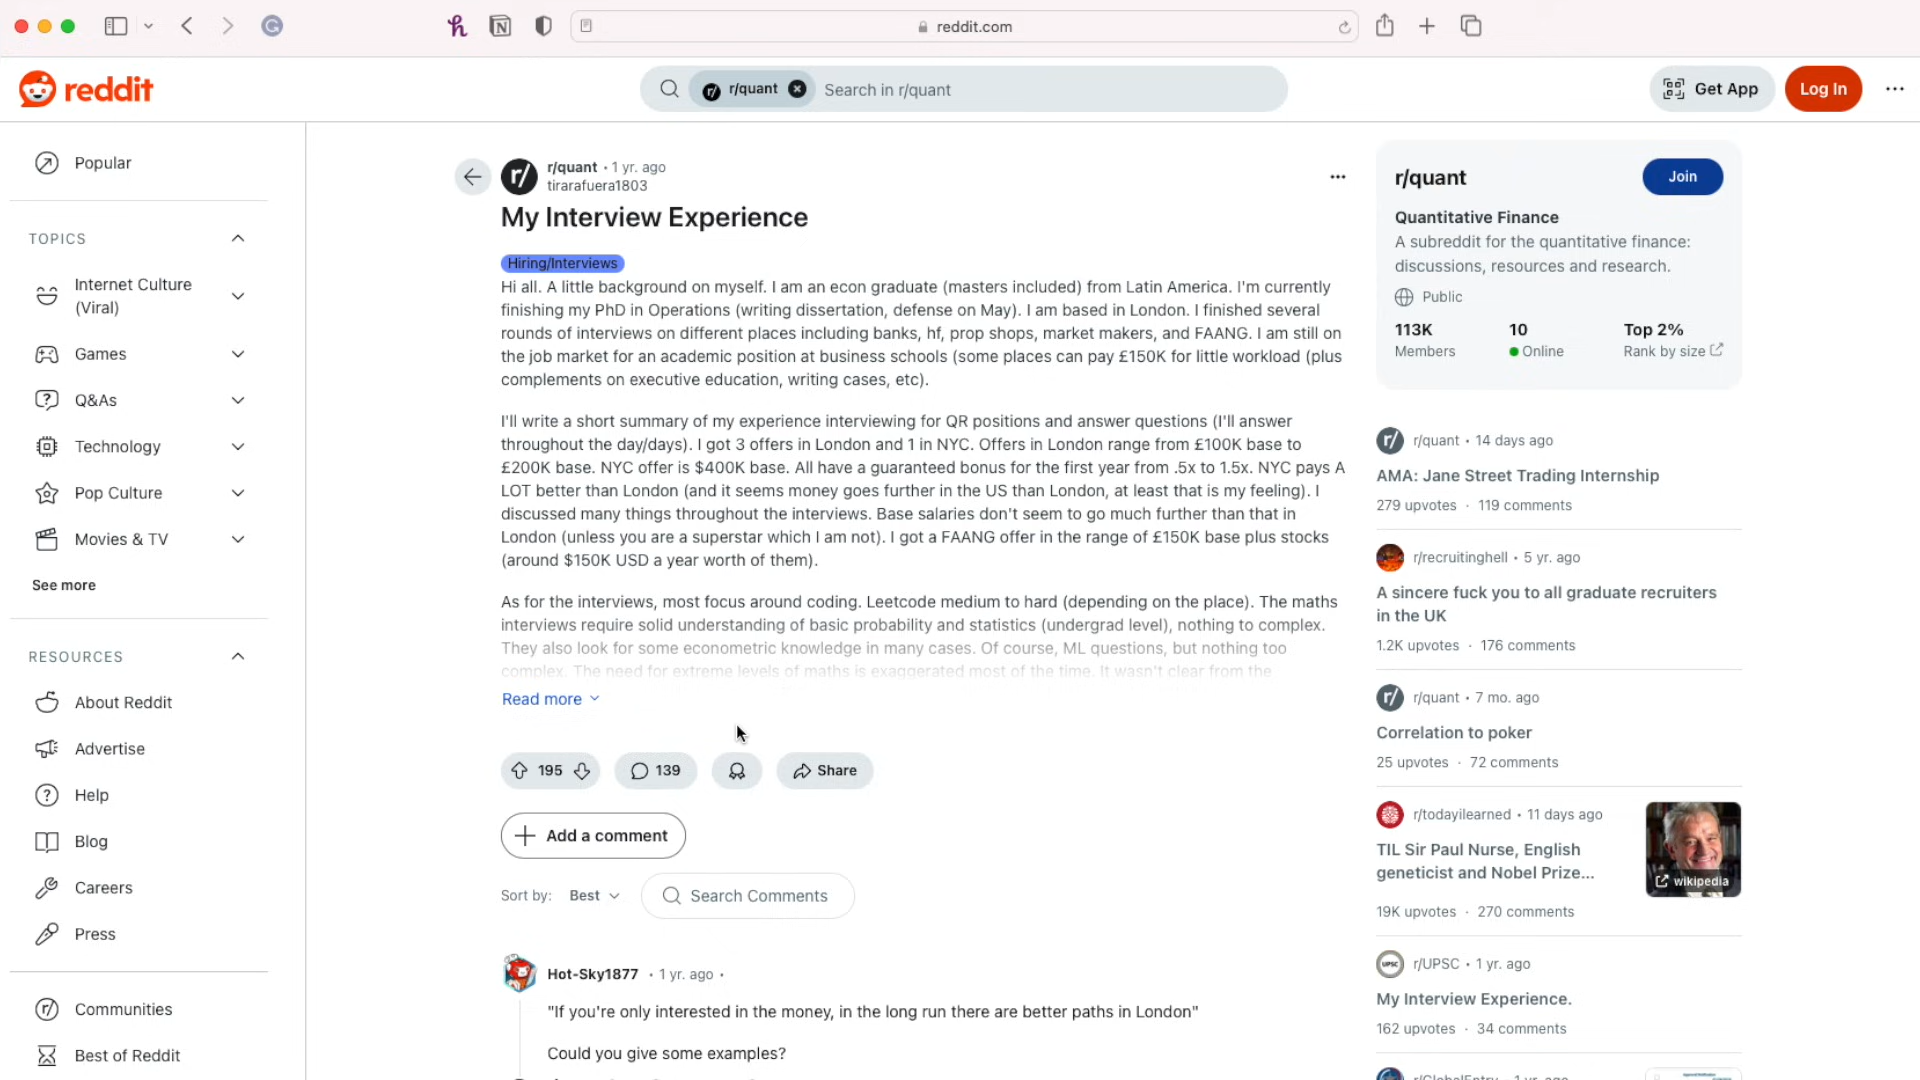 reddit.com
reddit
r/quant
Search in r/quant
Get App
Log In
Popular
TOPICS
Internet Culture
(Viral)
Games
Q&As
Technology
Pop Culture
Movies & TV
See more
RESOURCES
About Reddit
Advertise
Help
Blog
Careers
Press
Communities
Best of Reddit
r/quant • 1 yr. ago
tirarafuera1803
My Interview Experience
Hiring/Interviews
Hi all. A little background on myself. I am an econ graduate (masters included) from Latin America. I'm currently
finishing my PhD in Operations (writing dissertation, defense on May). I am based in London. I finished several
rounds of interviews on different places including banks, hf, prop shops, market makers, and FAANG. I am still on
the job market for an academic position at business schools (some places can pay £150K for little workload (plus
complements on executive education, writing cases, etc).
I'll write a short summary of my experience interviewing for QR positions and answer questions (I'll answer
throughout the day/days). I got 3 offers in London and 1 in NYC. Offers in London range from £100K base to
£200K base. NYC offer is $400K base. All have a guaranteed bonus for the first year from .5x to 1.5x. NYC pays A
LOT better than London (and it seems money goes further in the US than London, at least that is my feeling). I
discussed many things throughout the interviews. Base salaries don't seem to go much further than that in
London (unless you are a superstar which I am not). I got a FAANG offer in the range of £150K base plus stocks
(around $150K USD a year worth of them).
As for the interviews, most focus around coding. Leetcode medium to hard (depending on the place). The maths
interviews require solid understanding of basic probability and statistics (undergrad level), nothing to complex.
They also look for some econometric knowledge in many cases. Of course, ML questions, but nothing too
complex. The need for extreme levels of maths is exaggerated most of the time. It wasn't clear from the
Read more
195
139
Share
Add a comment
Sort by: Best
Search Comments
Hot-Sky1877 • 1 yr. ago •
"If you're only interested in the money, in the long run there are better paths in London"
Could you give some examples?
r/quant
Join
Quantitative Finance
A subreddit for the quantitative finance:
discussions, resources and research.
Public
113K 10 Top 2%
Members Online Rank by size
r/quant • 14 days ago
AMA: Jane Street Trading Internship
279 upvotes · 119 comments
r/recruitinghell • 5 yr. ago
A sincere fuck you to all graduate recruiters
in the UK
1.2K upvotes · 176 comments
r/quant • 7 mo. ago
Correlation to poker
25 upvotes · 72 comments
r/todayilearned • 11 days ago
TIL Sir Paul Nurse, English
geneticist and Nobel Prize...
wikipedia
19K upvotes · 270 comments
UPSC
r/UPSC • 1 yr. ago
My Interview Experience.
162 upvotes · 34 comments
r/GlobalEntry • 1 yr. ago